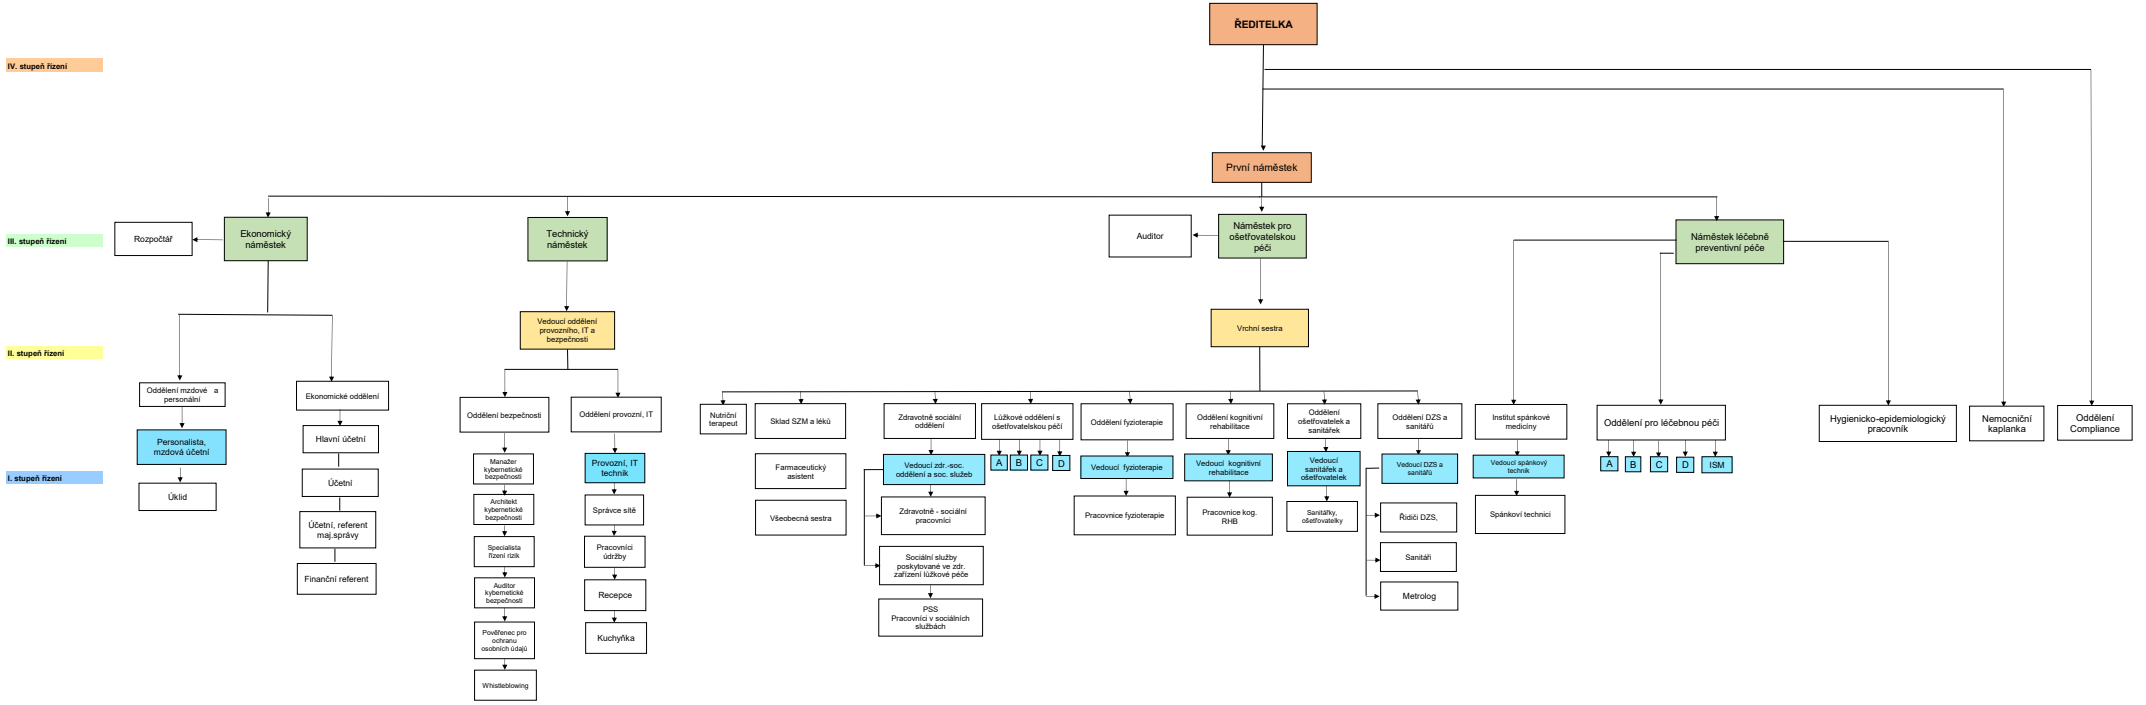 ŘEDITELKA
IV. stupeň řízení
První náměstek
III. stupeň řízení
Rozpočtář
Ekonomický
náměstek
Technický
náměstek
Auditor
Náměstek pro
ošetřovatelskou
péči
Náměstek léčebně
preventivní péče
Vedoucí oddělení
provozního, IT a
bezpečnosti
Vrchní sestra
II. stupeň řízení
Oddělení mzdové a
personální
Ekonomické oddělení
Oddělení bezpečnosti
Oddělení provozní, IT
Nutriční
terapeut
Sklad SZM a léků
Zdravotně sociální
oddělení
Lůžkové oddělení s
ošetřovatelskou péčí
Oddělení fyzioterapie
Oddělení kognitivní
rehabilitace
Oddělení
ošetřovatelek a
sanitářek
Oddělení DZS a
sanitářů
Institut spánkové
medicíny
Oddělení pro léčebnou péči
Hygienicko-epidemiologický
pracovník
Nemocniční
kaplanka
Oddělení
Compliance
I. stupeň řízení
Personalista,
mzdová účetní
Úklid
Hlavní účetní
Účetní
Účetní, referent
maj.správy
Finanční referent
Manažer
kybernetické
bezpečnosti
Architekt
kybernetické
bezpečnosti
Specialista
řízení rizik
Auditor
kybernetické
bezpečnosti
Pověřenec pro
ochranu
osobních údajů
Whistleblowing
Provozní, IT
technik
Správce sítě
Pracovníci
údržby
Recepce
Kuchyňka
Farmaceutický
asistent
Všeobecná sestra
Vedoucí zdr.-soc.
oddělení a soc. služeb
Zdravotně - sociální
pracovníci
Sociální služby
poskytované ve zdr.
zařízení lůžkové péče
PSS
Pracovníci v sociálních
službách
A
B
C
D
Vedoucí fyzioterapie
Pracovnice fyzioterapie
Vedoucí kognitivní
rehabilitace
Pracovnice kog.
RHB
Vedoucí
sanitářek a
ošetřovatelek
Sanitářky,
ošetřovatelky
Vedoucí DZS a
sanitářů
Řidiči DZS,
Sanitáři
Metrolog
Vedoucí spánkový
technik
Spánkoví technici
A
B
C
D
ISM